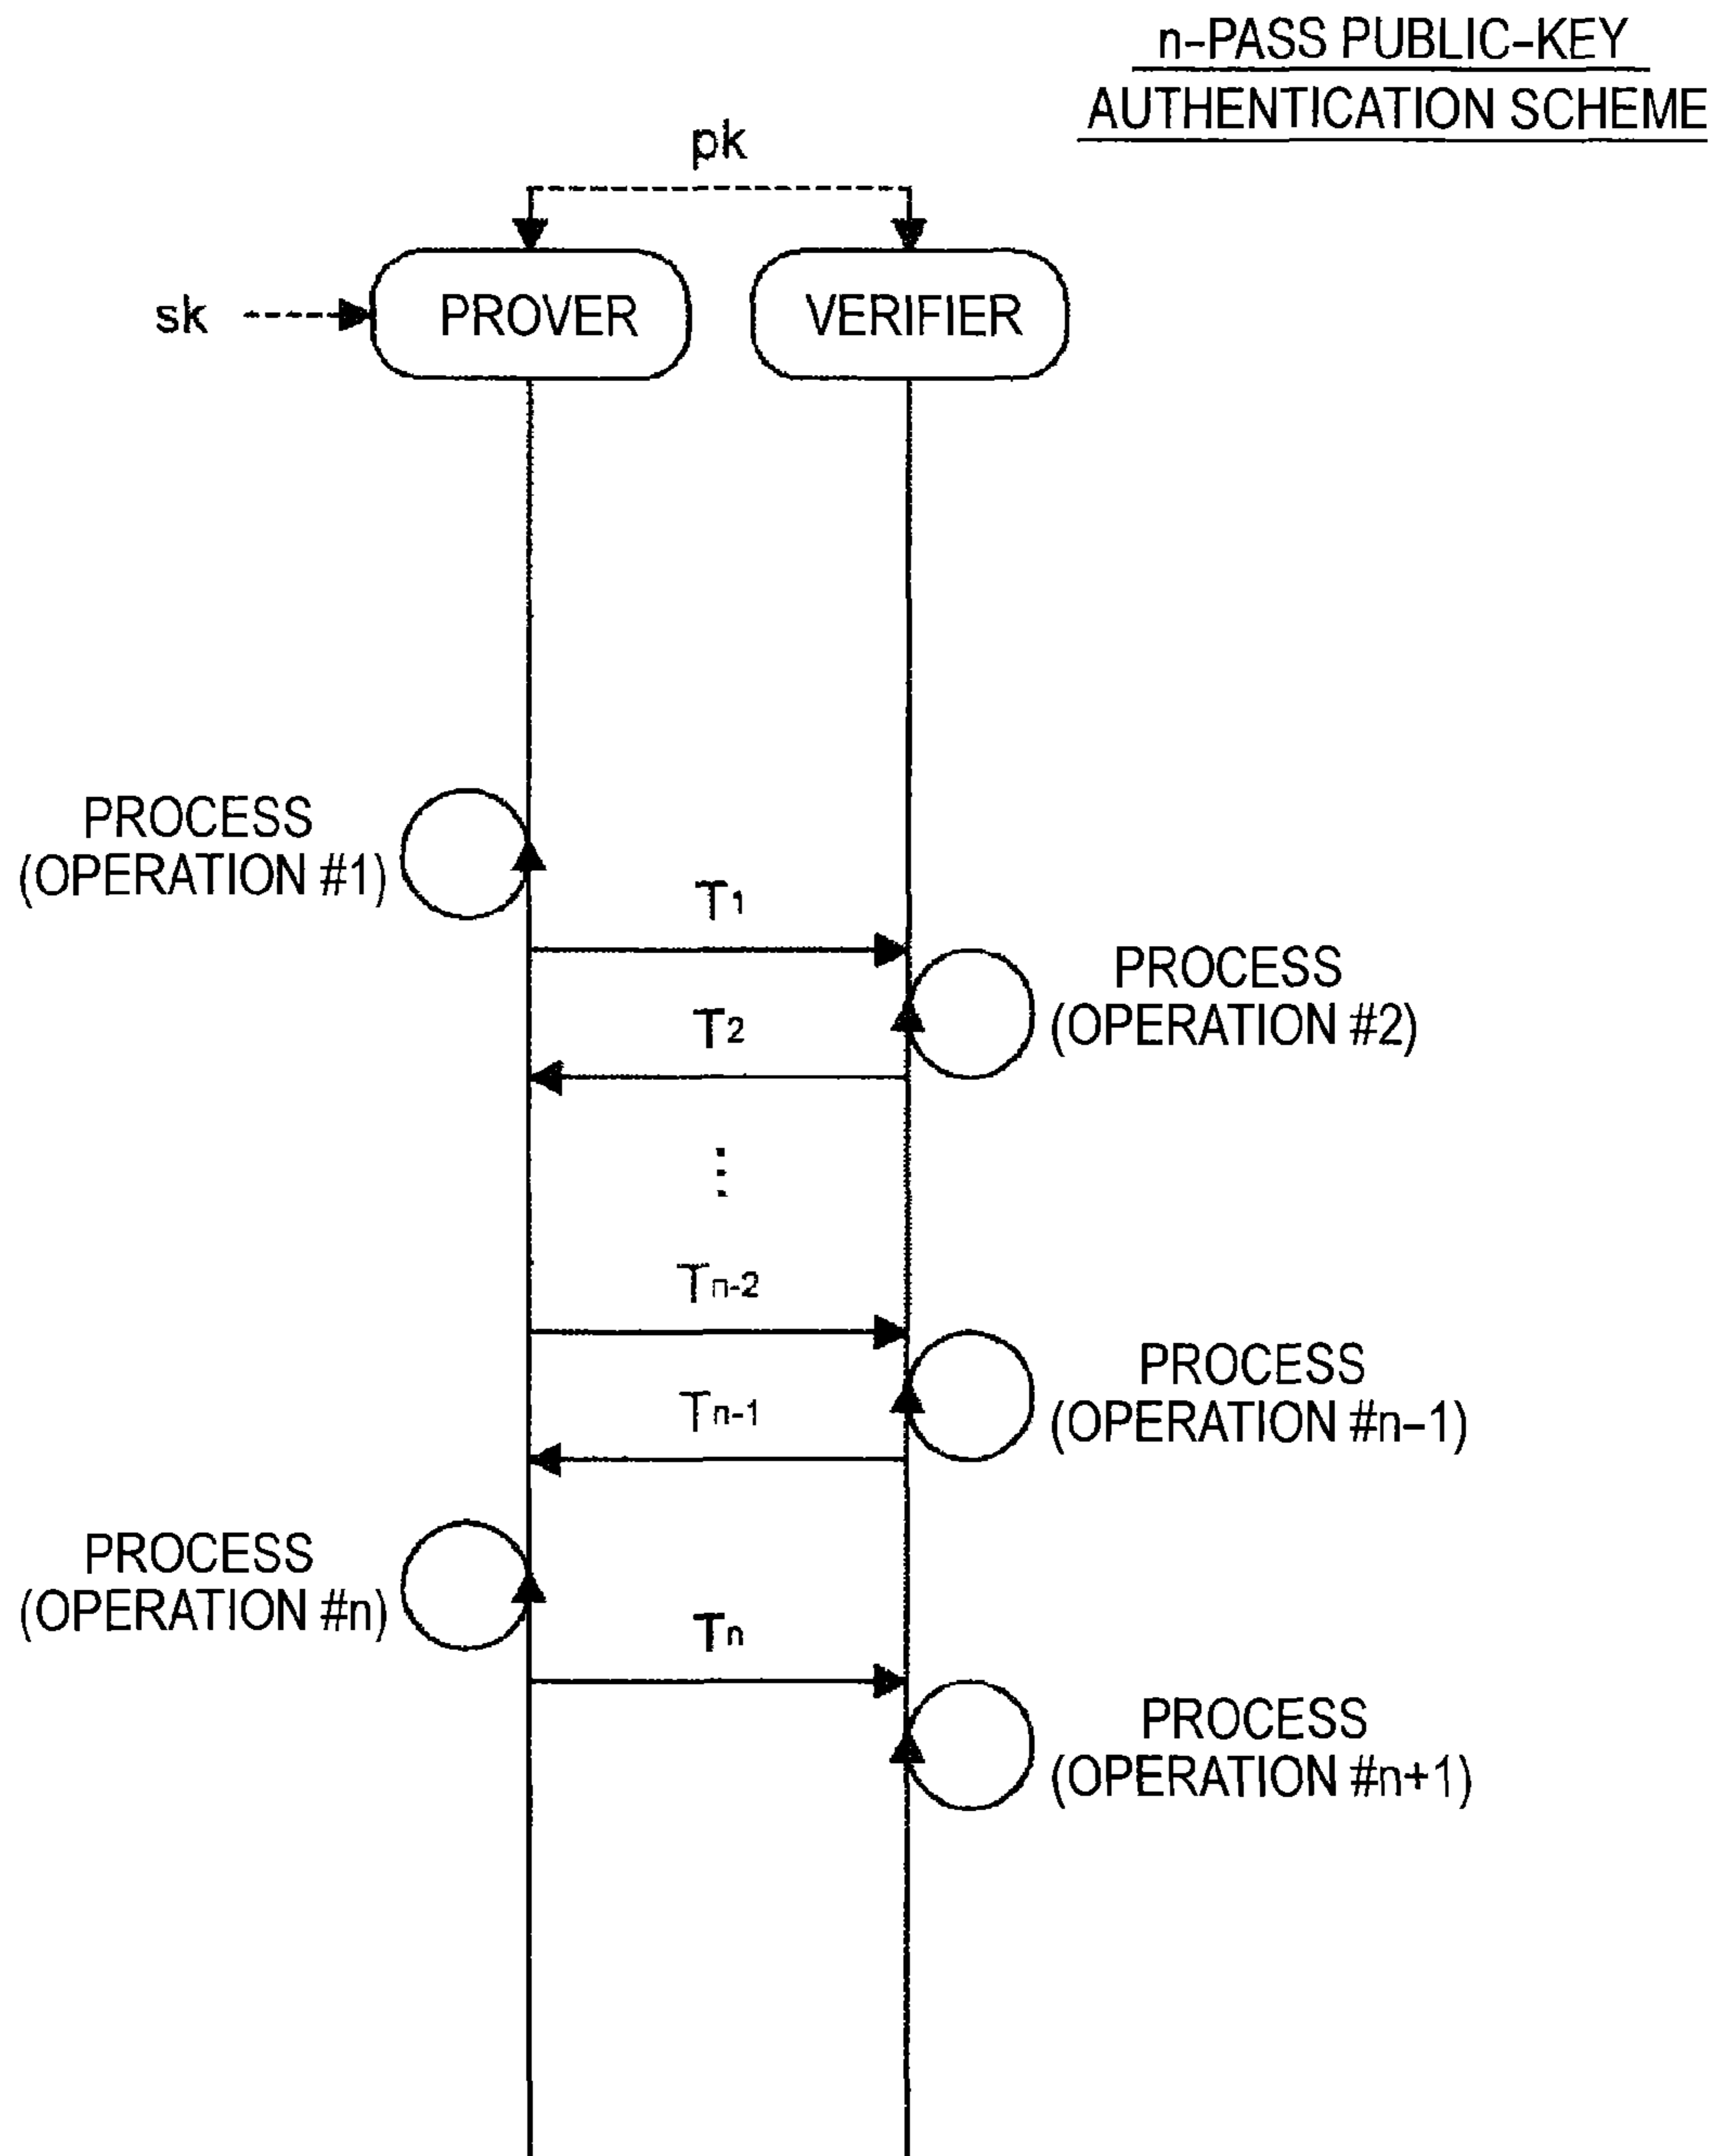 n-PASS PUBLIC-KEY
AUTHENTICATION SCHEME
pk
sk
PROVER
VERIFIER
PROCESS
(OPERATION #1)
T1
PROCESS
(OPERATION #2)
T2
⋮
Tn-2
PROCESS
(OPERATION #n-1)
Tn-1
PROCESS
(OPERATION #n)
Tn
PROCESS
(OPERATION #n+1)